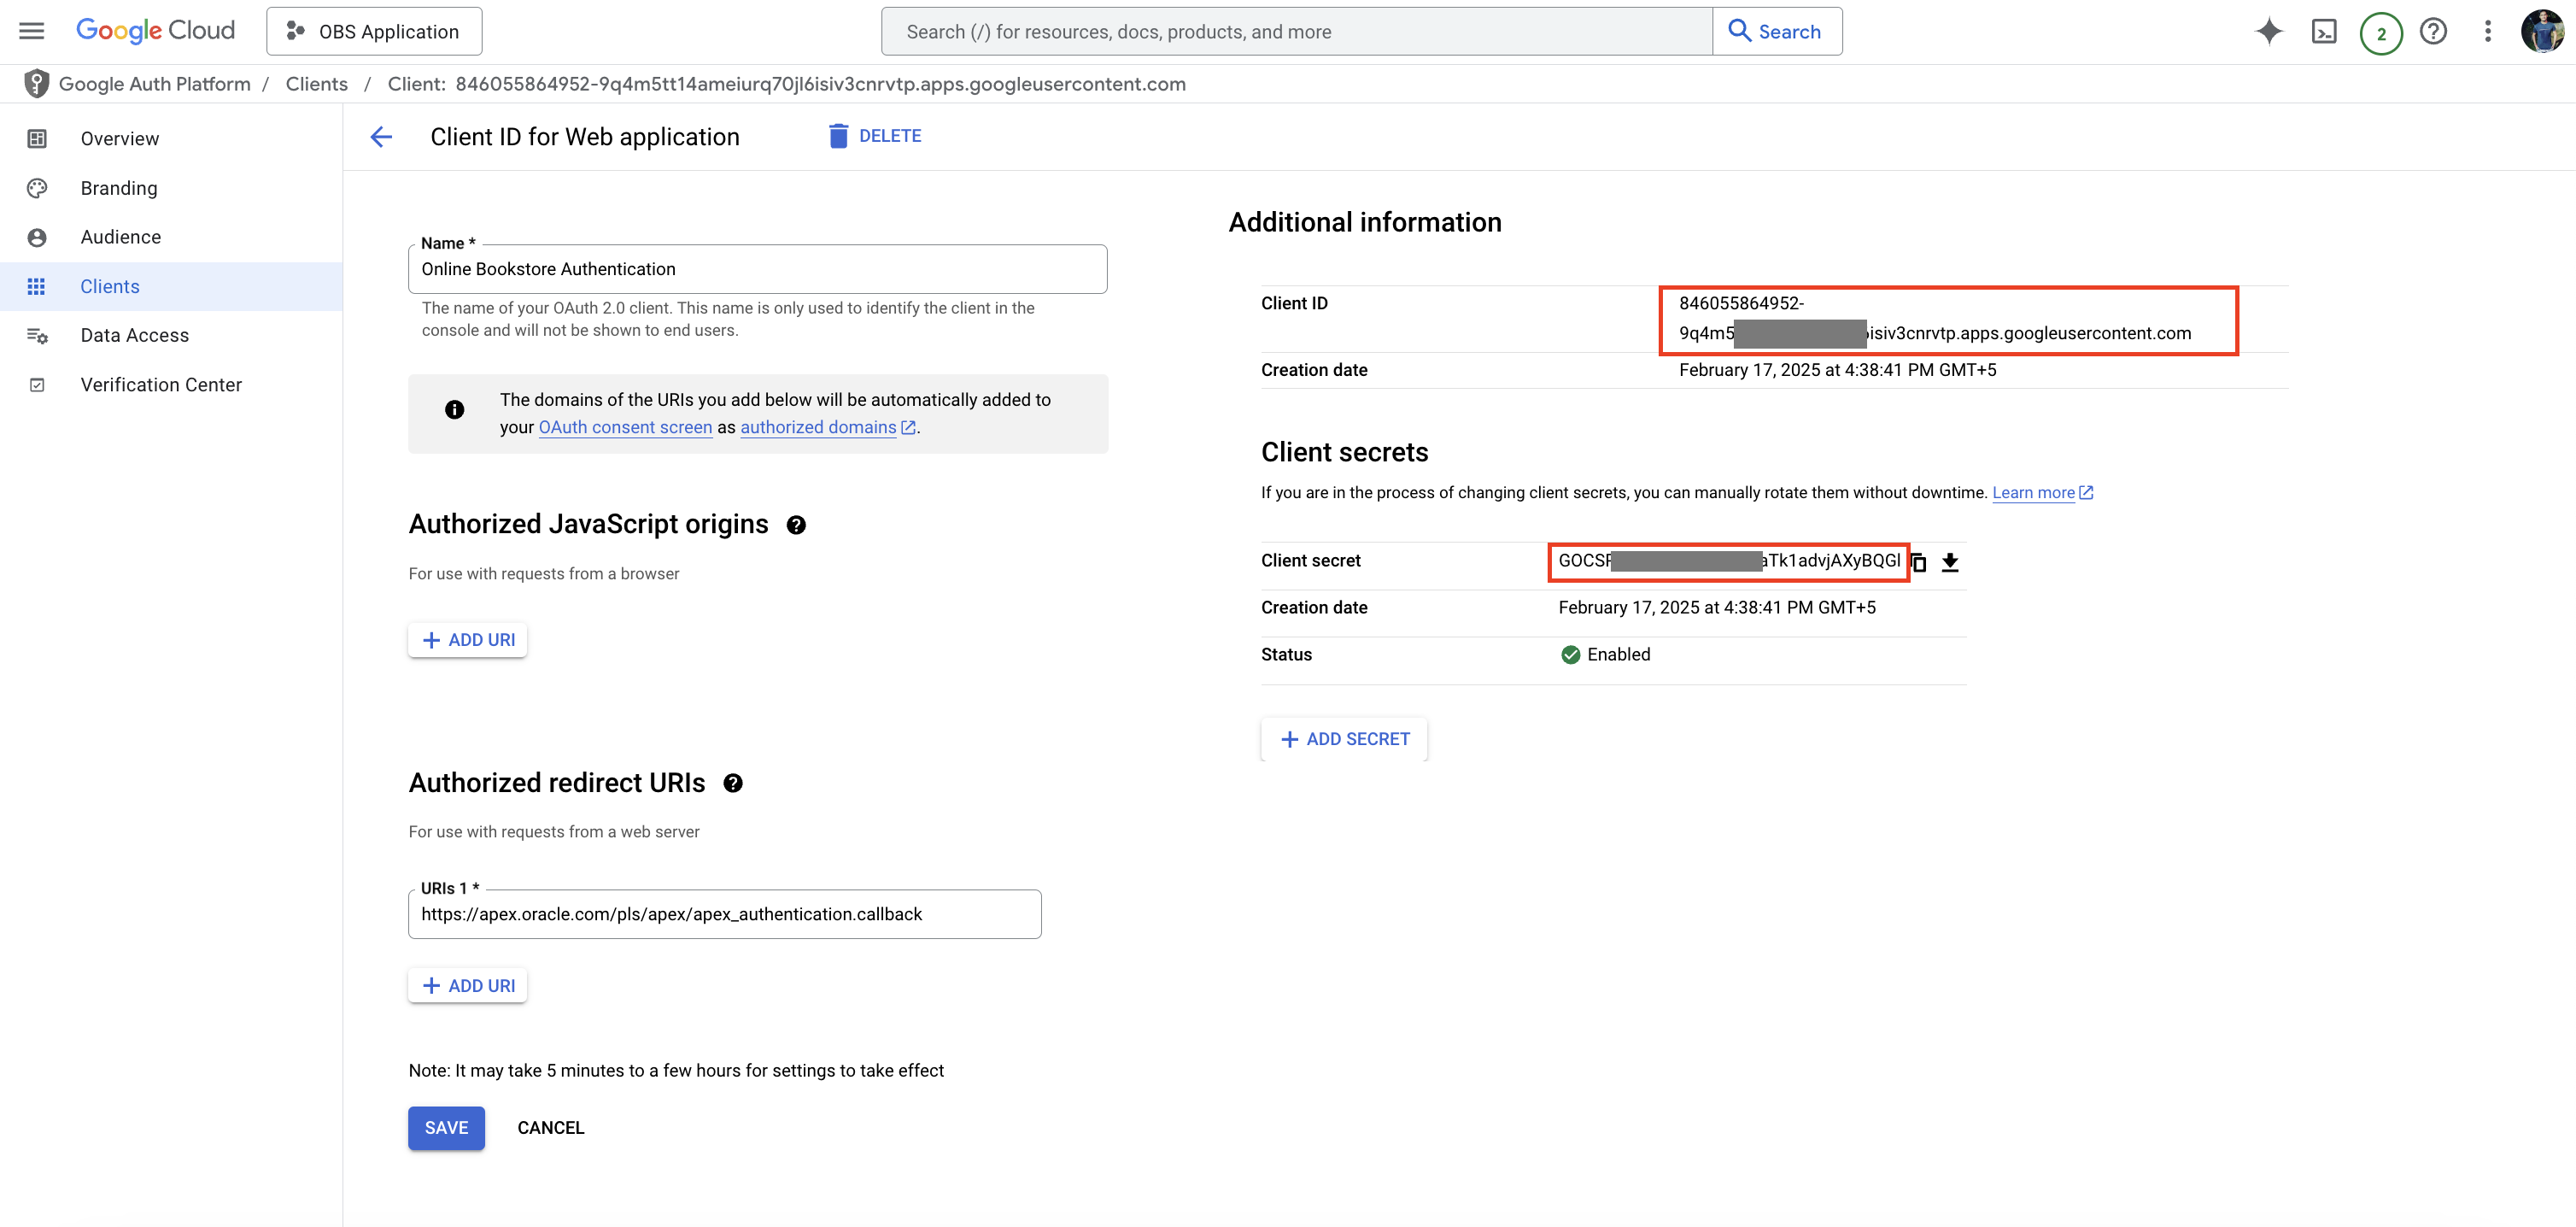 Google Cloud
OBS Application
Search (/) for resources, docs, products, and more
Search
2
Google Auth Platform / Clients / Client: 846055864952-9q4m5tt14ameiurq70jl6isiv3cnrvtp.apps.googleusercontent.com
Overview
Branding
Audience
Clients
Data Access
Verification Center
Client ID for Web application
DELETE
Name *
Online Bookstore Authentication
The name of your OAuth 2.0 client. This name is only used to identify the client in the
console and will not be shown to end users.
The domains of the URIs you add below will be automatically added to
your OAuth consent screen as authorized domains.
Authorized JavaScript origins
For use with requests from a browser
+ ADD URI
Authorized redirect URIs
For use with requests from a web server
URIs 1 *
https://apex.oracle.com/pls/apex/apex_authentication.callback
+ ADD URI
Note: It may take 5 minutes to a few hours for settings to take effect
SAVE
CANCEL
Additional information
Client ID
846055864952-
9q4m5 isiv3cnrvtp.apps.googleusercontent.com
Creation date
February 17, 2025 at 4:38:41 PM GMT+5
Client secrets
If you are in the process of changing client secrets, you can manually rotate them without downtime. Learn more
Client secret
GOCSP aTk1advjAXyBQGl
Creation date
February 17, 2025 at 4:38:41 PM GMT+5
Status
Enabled
+ ADD SECRET